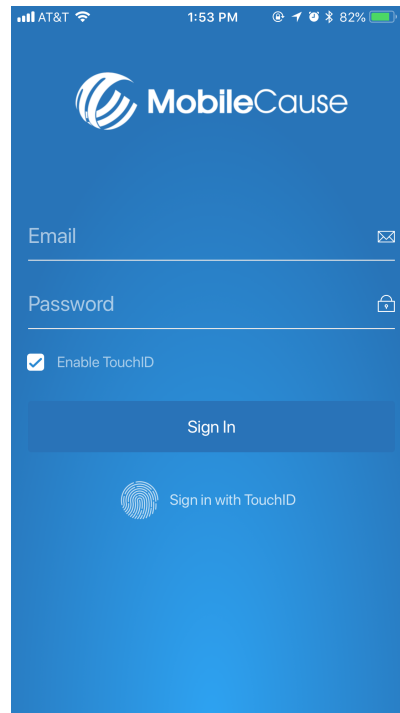 AT&T 1:53 PM 82%
MobileCause
Email
Password
Enable TouchID
Sign In
Sign in with TouchID